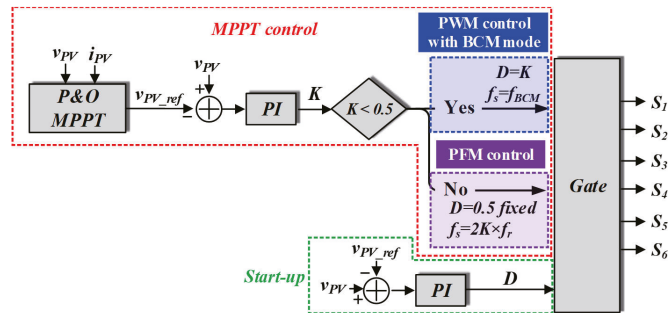 MPPT control
PWM control
with BCM mode
v_PV i_PV
v_PV
P&O
MPPT
v_PV_ref
+
−
PI
K
K < 0.5
Yes
D=K
f_s=f_BCM
PFM control
No
D=0.5 fixed
f_s=2K×f_r
Gate
S_1
S_2
S_3
S_4
S_5
S_6
Start-up
v_PV_ref
−
v_PV
+
PI
D